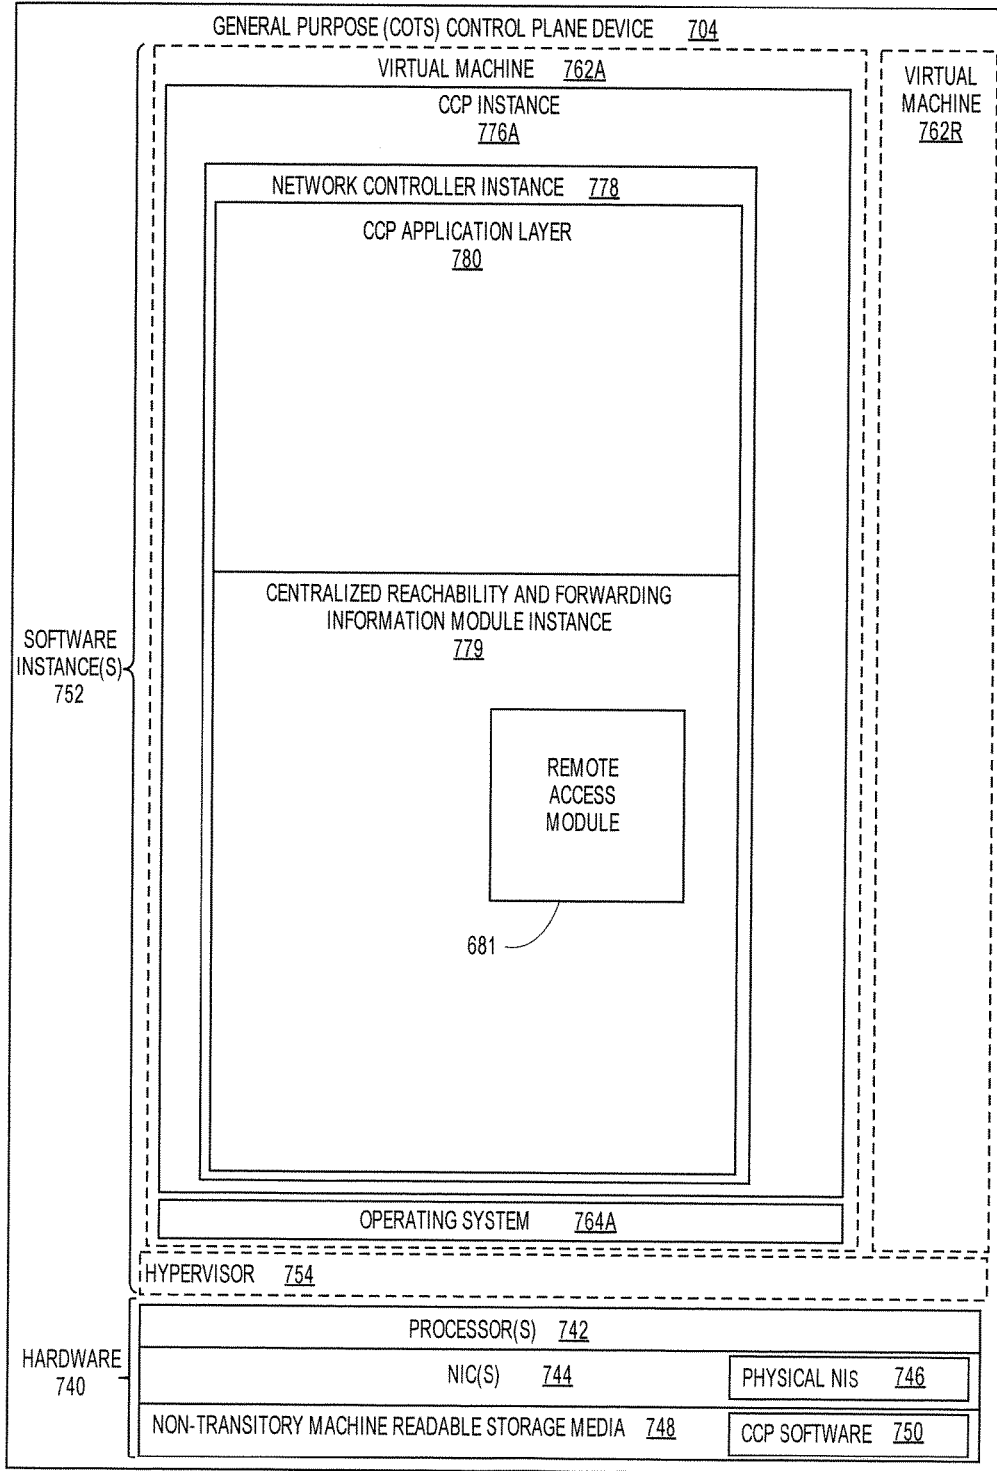 GENERAL PURPOSE (COTS) CONTROL PLANE DEVICE 704
VIRTUAL MACHINE 762A
CCP INSTANCE
776A
NETWORK CONTROLLER INSTANCE 778
CCP APPLICATION LAYER
780
CENTRALIZED REACHABILITY AND FORWARDING
INFORMATION MODULE INSTANCE
779
REMOTE
ACCESS
MODULE
681
VIRTUAL
MACHINE
762R
SOFTWARE
INSTANCE(S)
752
OPERATING SYSTEM 764A
HYPERVISOR 754
HARDWARE
740
PROCESSOR(S) 742
NIC(S) 744
PHYSICAL NIS 746
NON-TRANSITORY MACHINE READABLE STORAGE MEDIA 748
CCP SOFTWARE 750